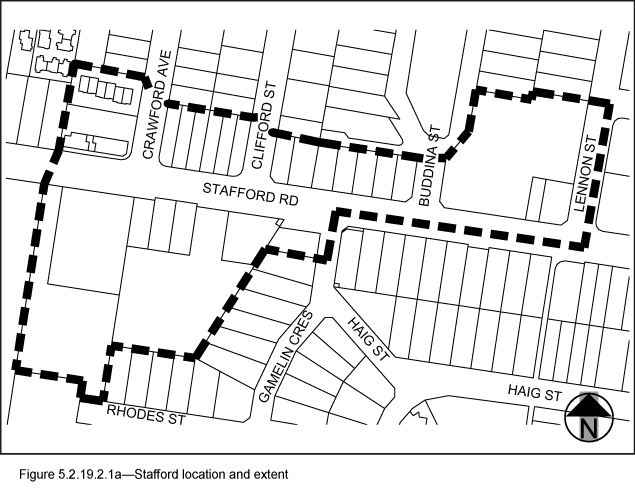 CRAWFORD AVE
CLIFFORD ST
BUDDINA ST
LENNON ST
STAFFORD RD
GAMELIN CRES
HAIG ST
HAIG ST
RHODES ST
N
Figure 5.2.19.2.1a—Stafford location and extent